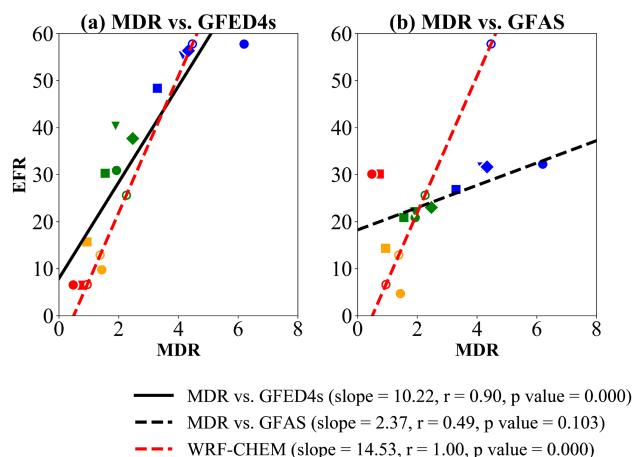 (a) MDR vs. GFED4s
(b) MDR vs. GFAS
60
50
40
30
20
10
0
EFR
0 2 4 6 8
MDR
60
50
40
30
20
10
0
0 2 4 6 8
MDR
MDR vs. GFED4s (slope = 10.22, r = 0.90, p value = 0.000)
MDR vs. GFAS (slope = 2.37, r = 0.49, p value = 0.103)
WRF-CHEM (slope = 14.53, r = 1.00, p value = 0.000)